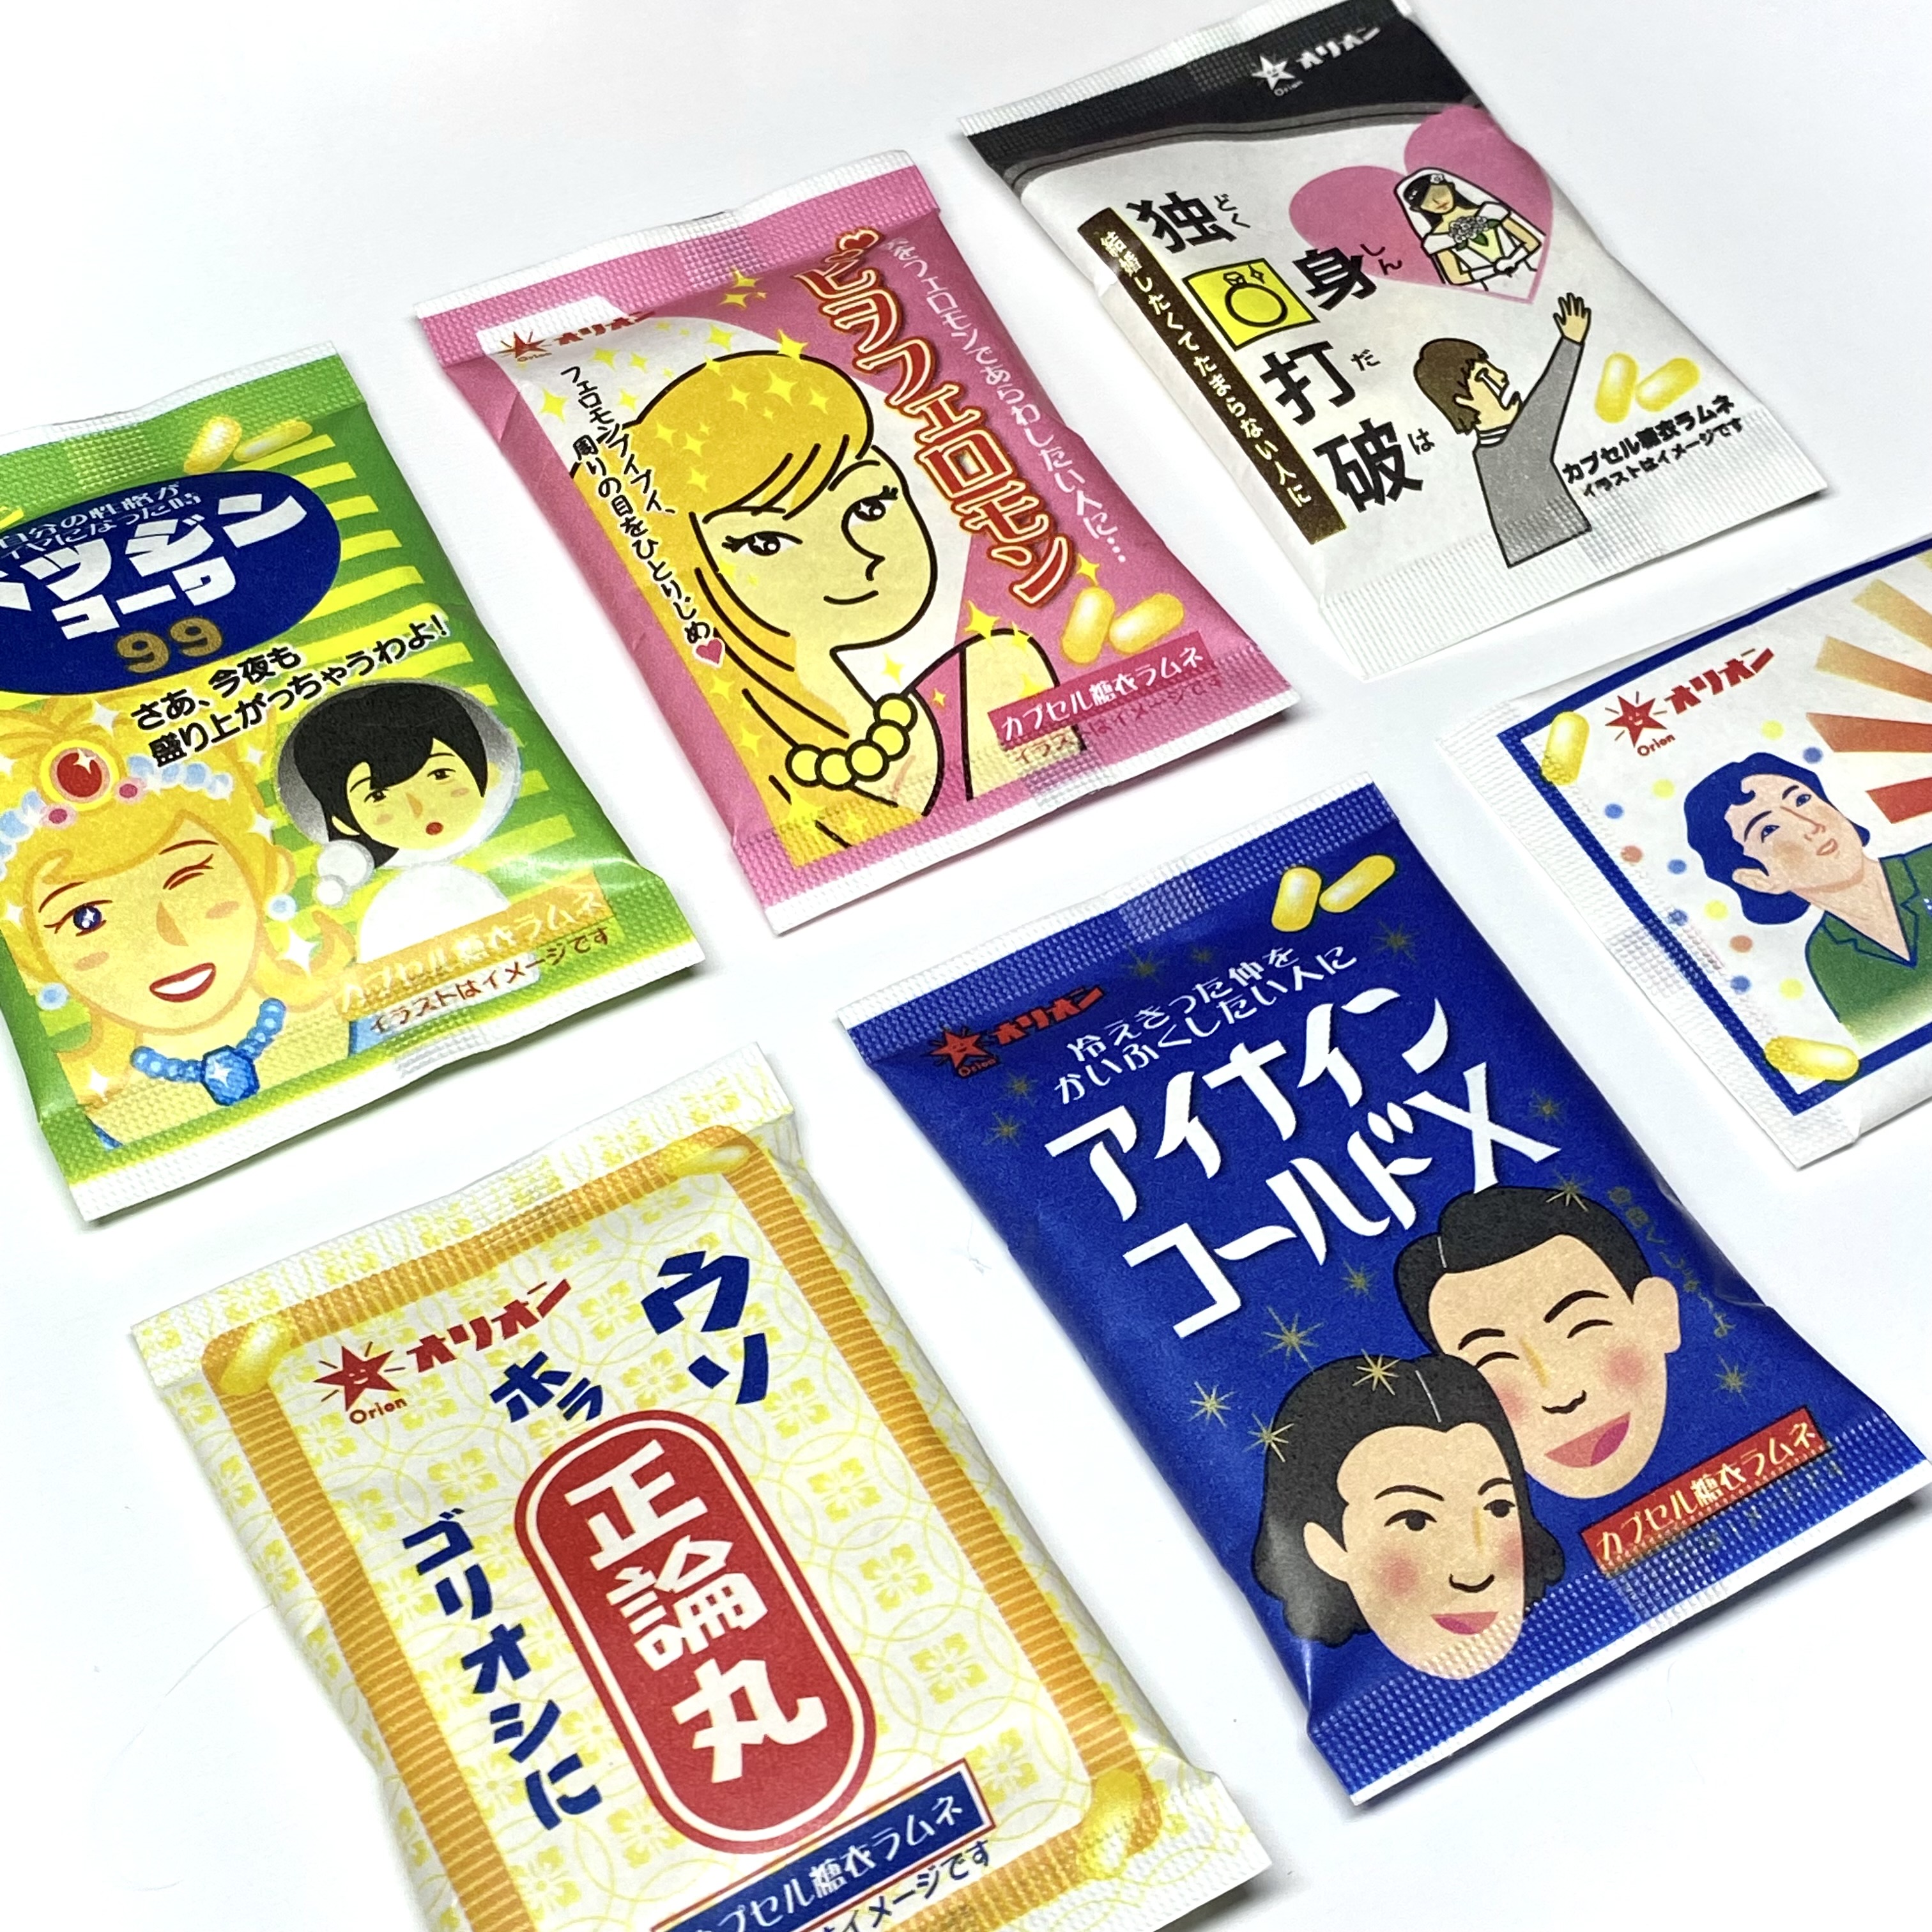 オリオン
Orion
独身打破
どく
しん
だ
は
結婚したくてたまらない人に
カプセル糖衣ラムネ
イラストはイメージです
オリオン
Orion
ビラフェロモン
フェロモンであらわしたい人に…
フェロモンプイプイ、
周りの目をひとりじめ
カプセル糖衣ラムネ
イラストはイメージです
自分の性格が
イヤになった時
ベツジン
コーワ
99
さあ、今夜も
盛り上がっちゃうわよ!
カプセル糖衣ラムネ
イラストはイメージです
オリオン
Orion
オリオン
Orion
冷えきった仲を
かいふくしたい人に
アイナイン
コールドX
カプセル糖衣ラムネ
オリオン
Orion
ウソ
ホラ
ゴリオシに
正論丸
カプセル糖衣ラムネ
はイメージです